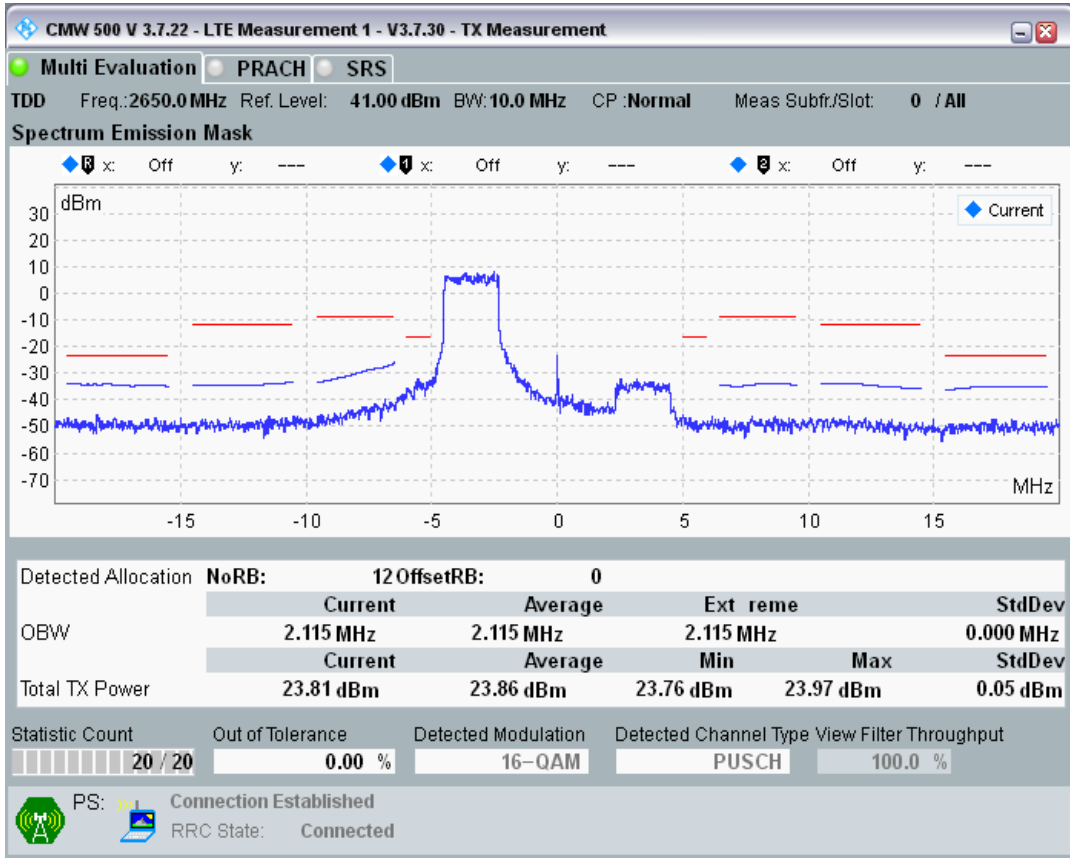 CMW 500 V 3.7.22 - LTE Measurement 1 - V3.7.30 - TX Measurement
Multi Evaluation PRACH SRS
TDD Freq.:2650.0 MHz Ref. Level: 41.00 dBm BW: 10.0 MHz CP :Normal Meas Subfr./Slot: 0 / All
Spectrum Emission Mask
R x: Off y: --- 1 x: Off y: --- 2 x: Off y: ---
dBm
Current
30
20
10
0
-10
-20
-30
-40
-50
-60
-70
MHz
-15 -10 -5 0 5 10 15
Detected Allocation NoRB: 12 OffsetRB: 0
Current Average Ext reme StdDev
OBW 2.115 MHz 2.115 MHz 2.115 MHz 0.000 MHz
Current Average Min Max StdDev
Total TX Power 23.81 dBm 23.86 dBm 23.76 dBm 23.97 dBm 0.05 dBm
Statistic Count Out of Tolerance Detected Modulation Detected Channel Type View Filter Throughput
20 / 20 0.00 % 16-QAM PUSCH 100.0 %
PS: Connection Established
RRC State: Connected